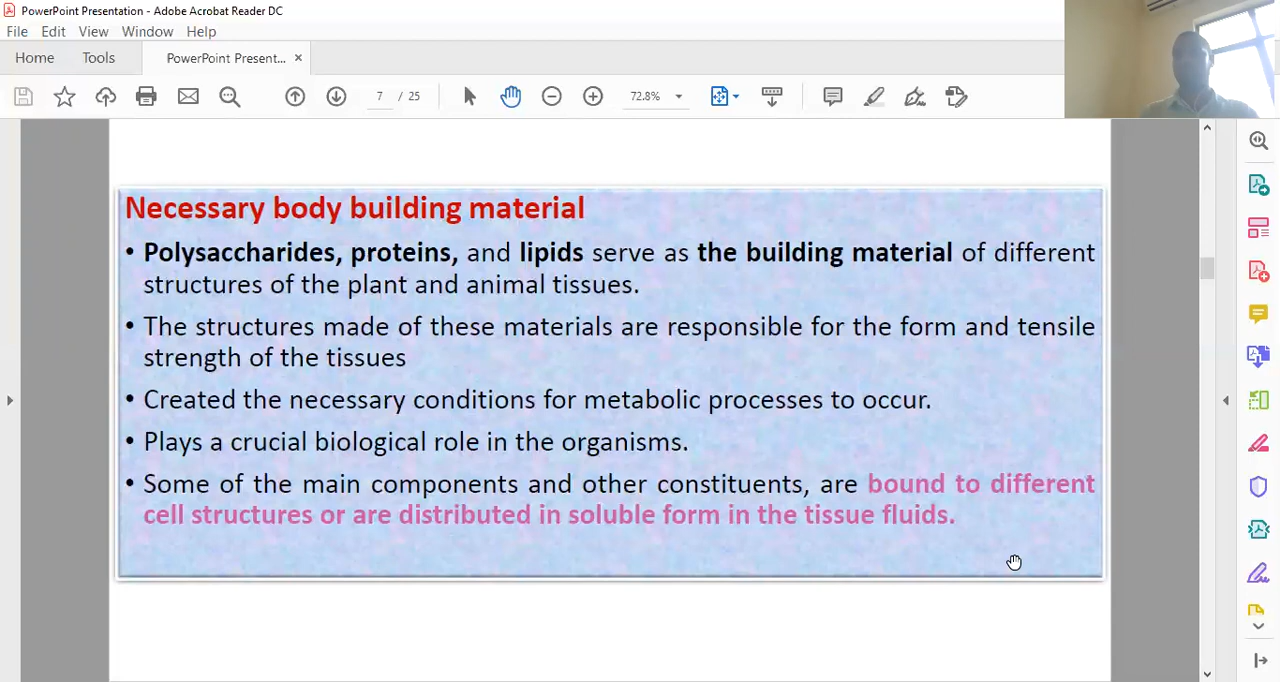 PowerPoint Presentation - Adobe Acrobat Reader DC
File Edit View Window Help
Home Tools PowerPoint Present... ×
7 / 25 72.8%
Necessary body building material
• Polysaccharides, proteins, and lipids serve as the building material of different
structures of the plant and animal tissues.
• The structures made of these materials are responsible for the form and tensile
strength of the tissues
• Created the necessary conditions for metabolic processes to occur.
• Plays a crucial biological role in the organisms.
• Some of the main components and other constituents, are bound to different
cell structures or are distributed in soluble form in the tissue fluids.